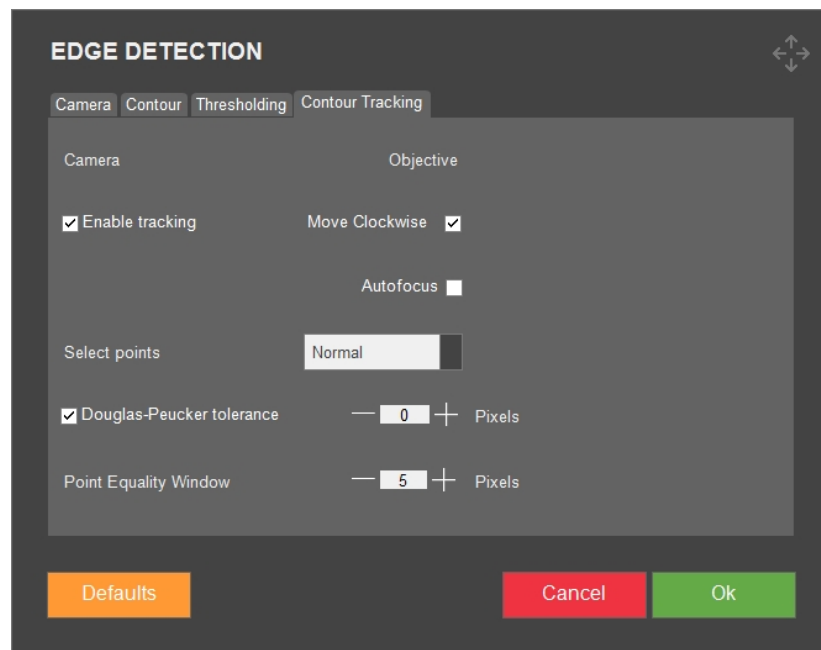 EDGE DETECTION
Camera Contour Thresholding Contour Tracking
Camera Objective
Enable tracking Move Clockwise
Autofocus
Select points Normal
Douglas-Peucker tolerance 0 Pixels
Point Equality Window 5 Pixels
Defaults Cancel Ok